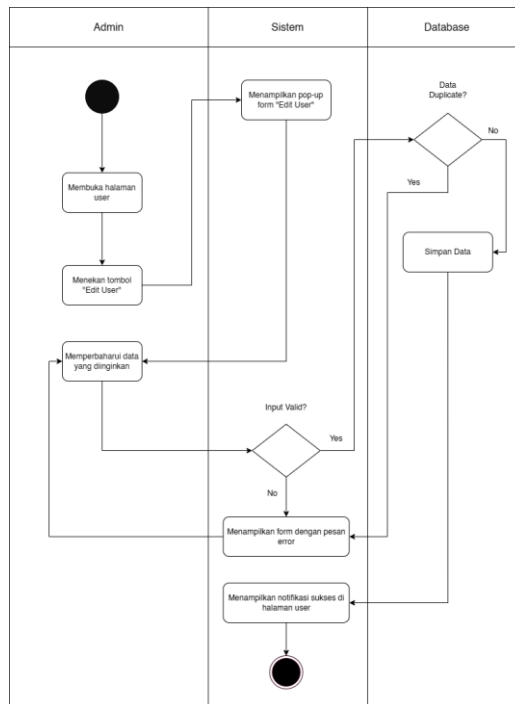 Admin
Sistem
Database
Menampilkan pop-up
form "Edit User"
Data
Duplicate?
No
Yes
Membuka halaman
user
Simpan Data
Menekan tombol
"Edit User"
Memperbaharui data
yang diinginkan
Input Valid?
Yes
No
Menampilkan form dengan pesan
error
Menampilkan notifikasi sukses di
halaman user